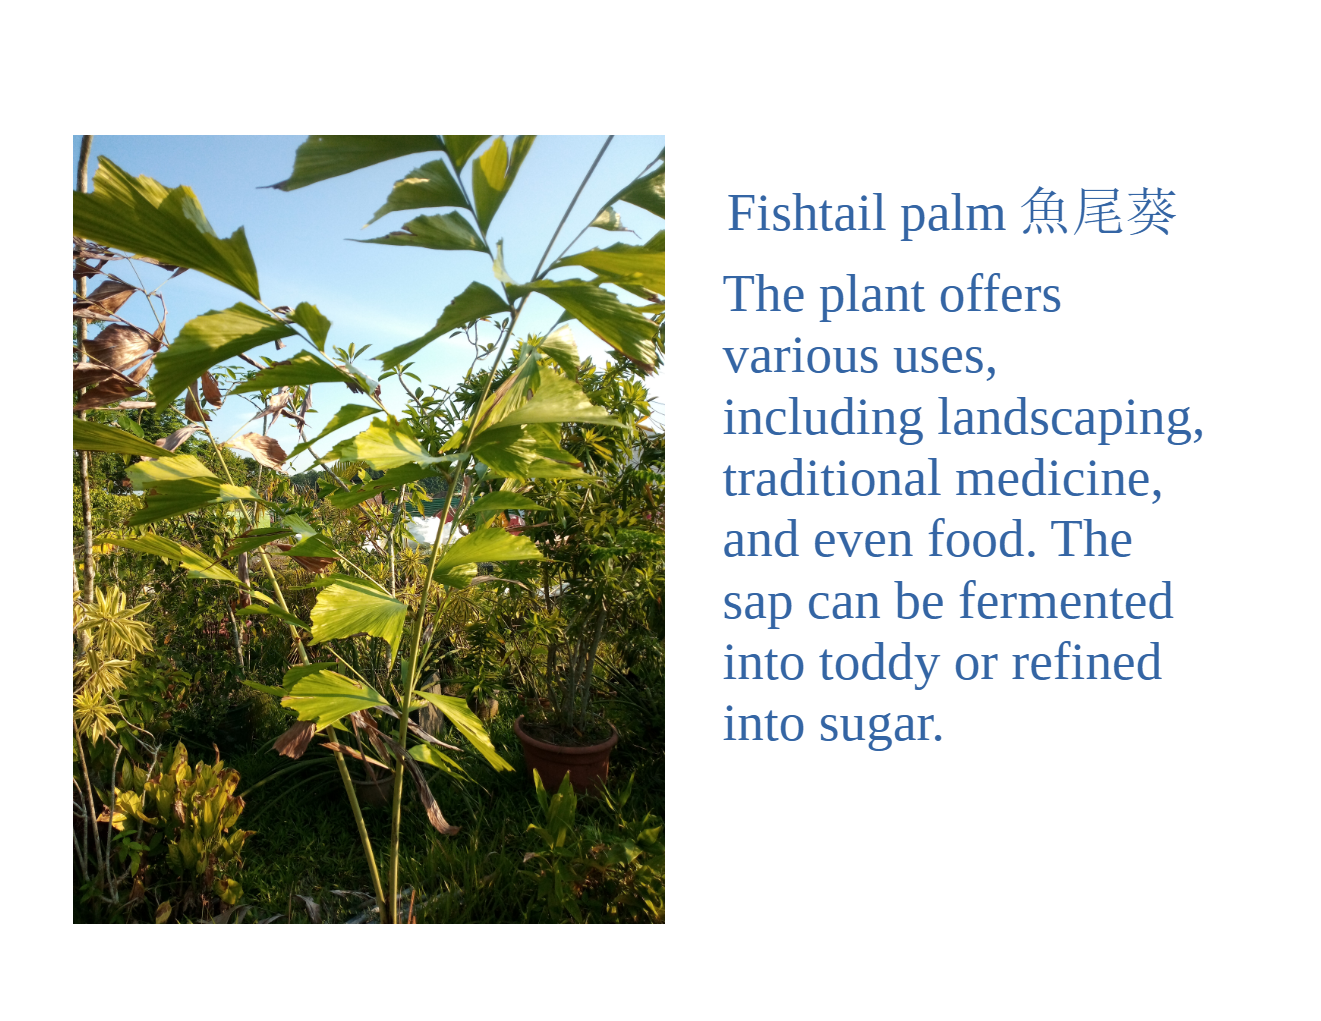 Fishtail palm 魚尾葵
The plant offers
various uses,
including landscaping,
traditional medicine,
and even food. The
sap can be fermented
into toddy or refined
into sugar.